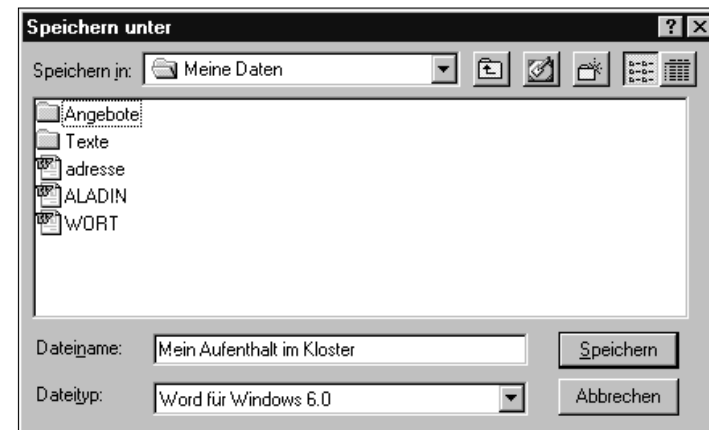 Speichern unter
Speichern in: Meine Daten
Angebote
Texte
adresse
ALADIN
WORT
Dateiname: Mein Aufenthalt im Kloster Speichern
Dateityp: Word für Windows 6.0 Abbrechen